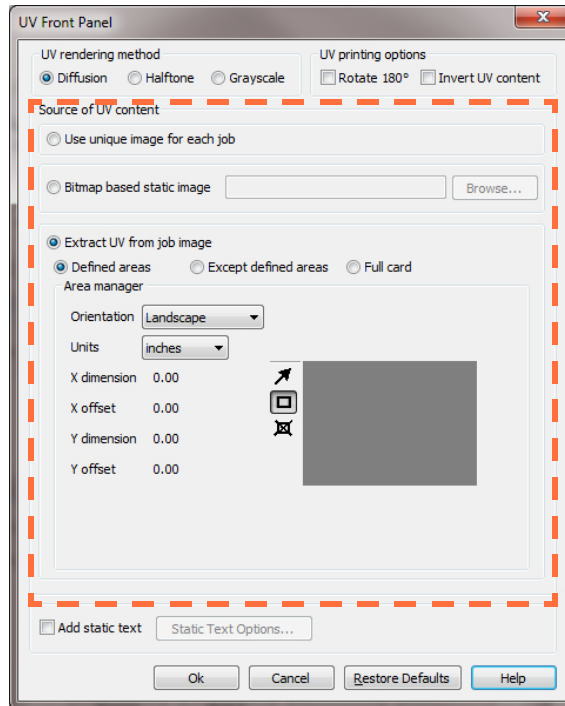 UV Front Panel
UV rendering method
UV printing options
Diffusion Halftone Grayscale
Rotate 180° Invert UV content
Source of UV content
Use unique image for each job
Bitmap based static image Browse...
Extract UV from job image
Defined areas Except defined areas Full card
Area manager
Orientation Landscape
Units inches
X dimension 0.00
X offset 0.00
Y dimension 0.00
Y offset 0.00
Add static text Static Text Options...
Ok Cancel Restore Defaults Help